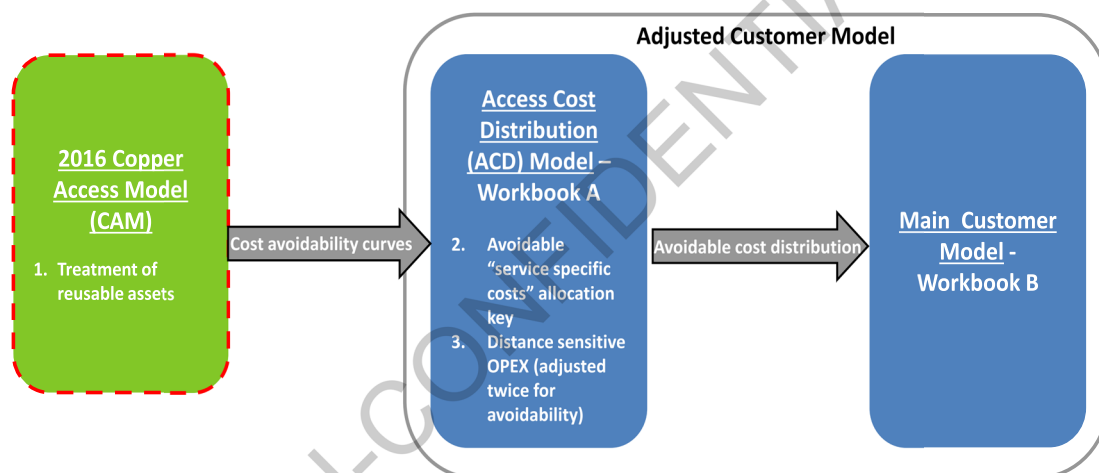 Adjusted Customer Model
2016 Copper
Access Model
(CAM)
1. Treatment of
reusable assets
Cost avoidability curves
Access Cost
Distribution
(ACD) Model –
Workbook A
2. Avoidable
“service specific
costs” allocation
key
3. Distance sensitive
OPEX (adjusted
twice for
avoidability)
Avoidable cost distribution
Main Customer
Model -
Workbook B
-CONFIDENTIA